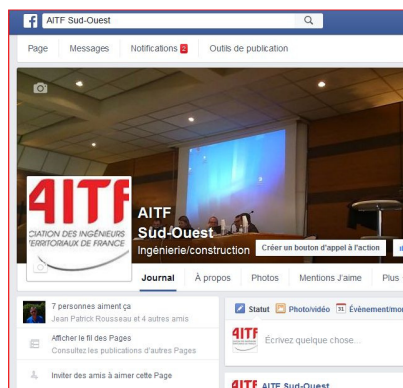 AITF Sud-Ouest
Page Messages Notifications 2 Outils de publication
AITF
CIATION DES INGÉNIEURS
TERRITORIAUX DE FRANCE
AITF
Sud-Ouest
Ingénierie/construction
Créer un bouton d'appel à l'action
Journal À propos Photos Mentions J'aime Plus
7 personnes aiment ça
Jean Patrick Rousseau et 4 autres amis
Afficher le fil des Pages
Consultez les publications d'autres Pages
Inviter des amis à aimer cette Page
Statut Photo/vidéo 31 Évènement/mo
AITF
Écrivez quelque chose...
AITF AITF Sud-Ouest